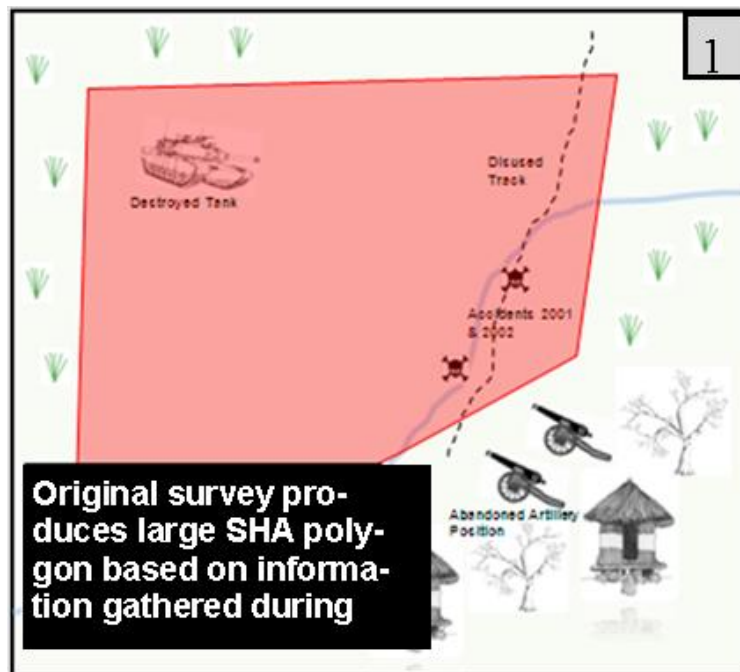 1
Destroyed Tank
Disused
Track
Accidents 2001
& 2002
Abandoned Artillery
Position
Original survey pro-
duces large SHA poly-
gon based on informa-
tion gathered during